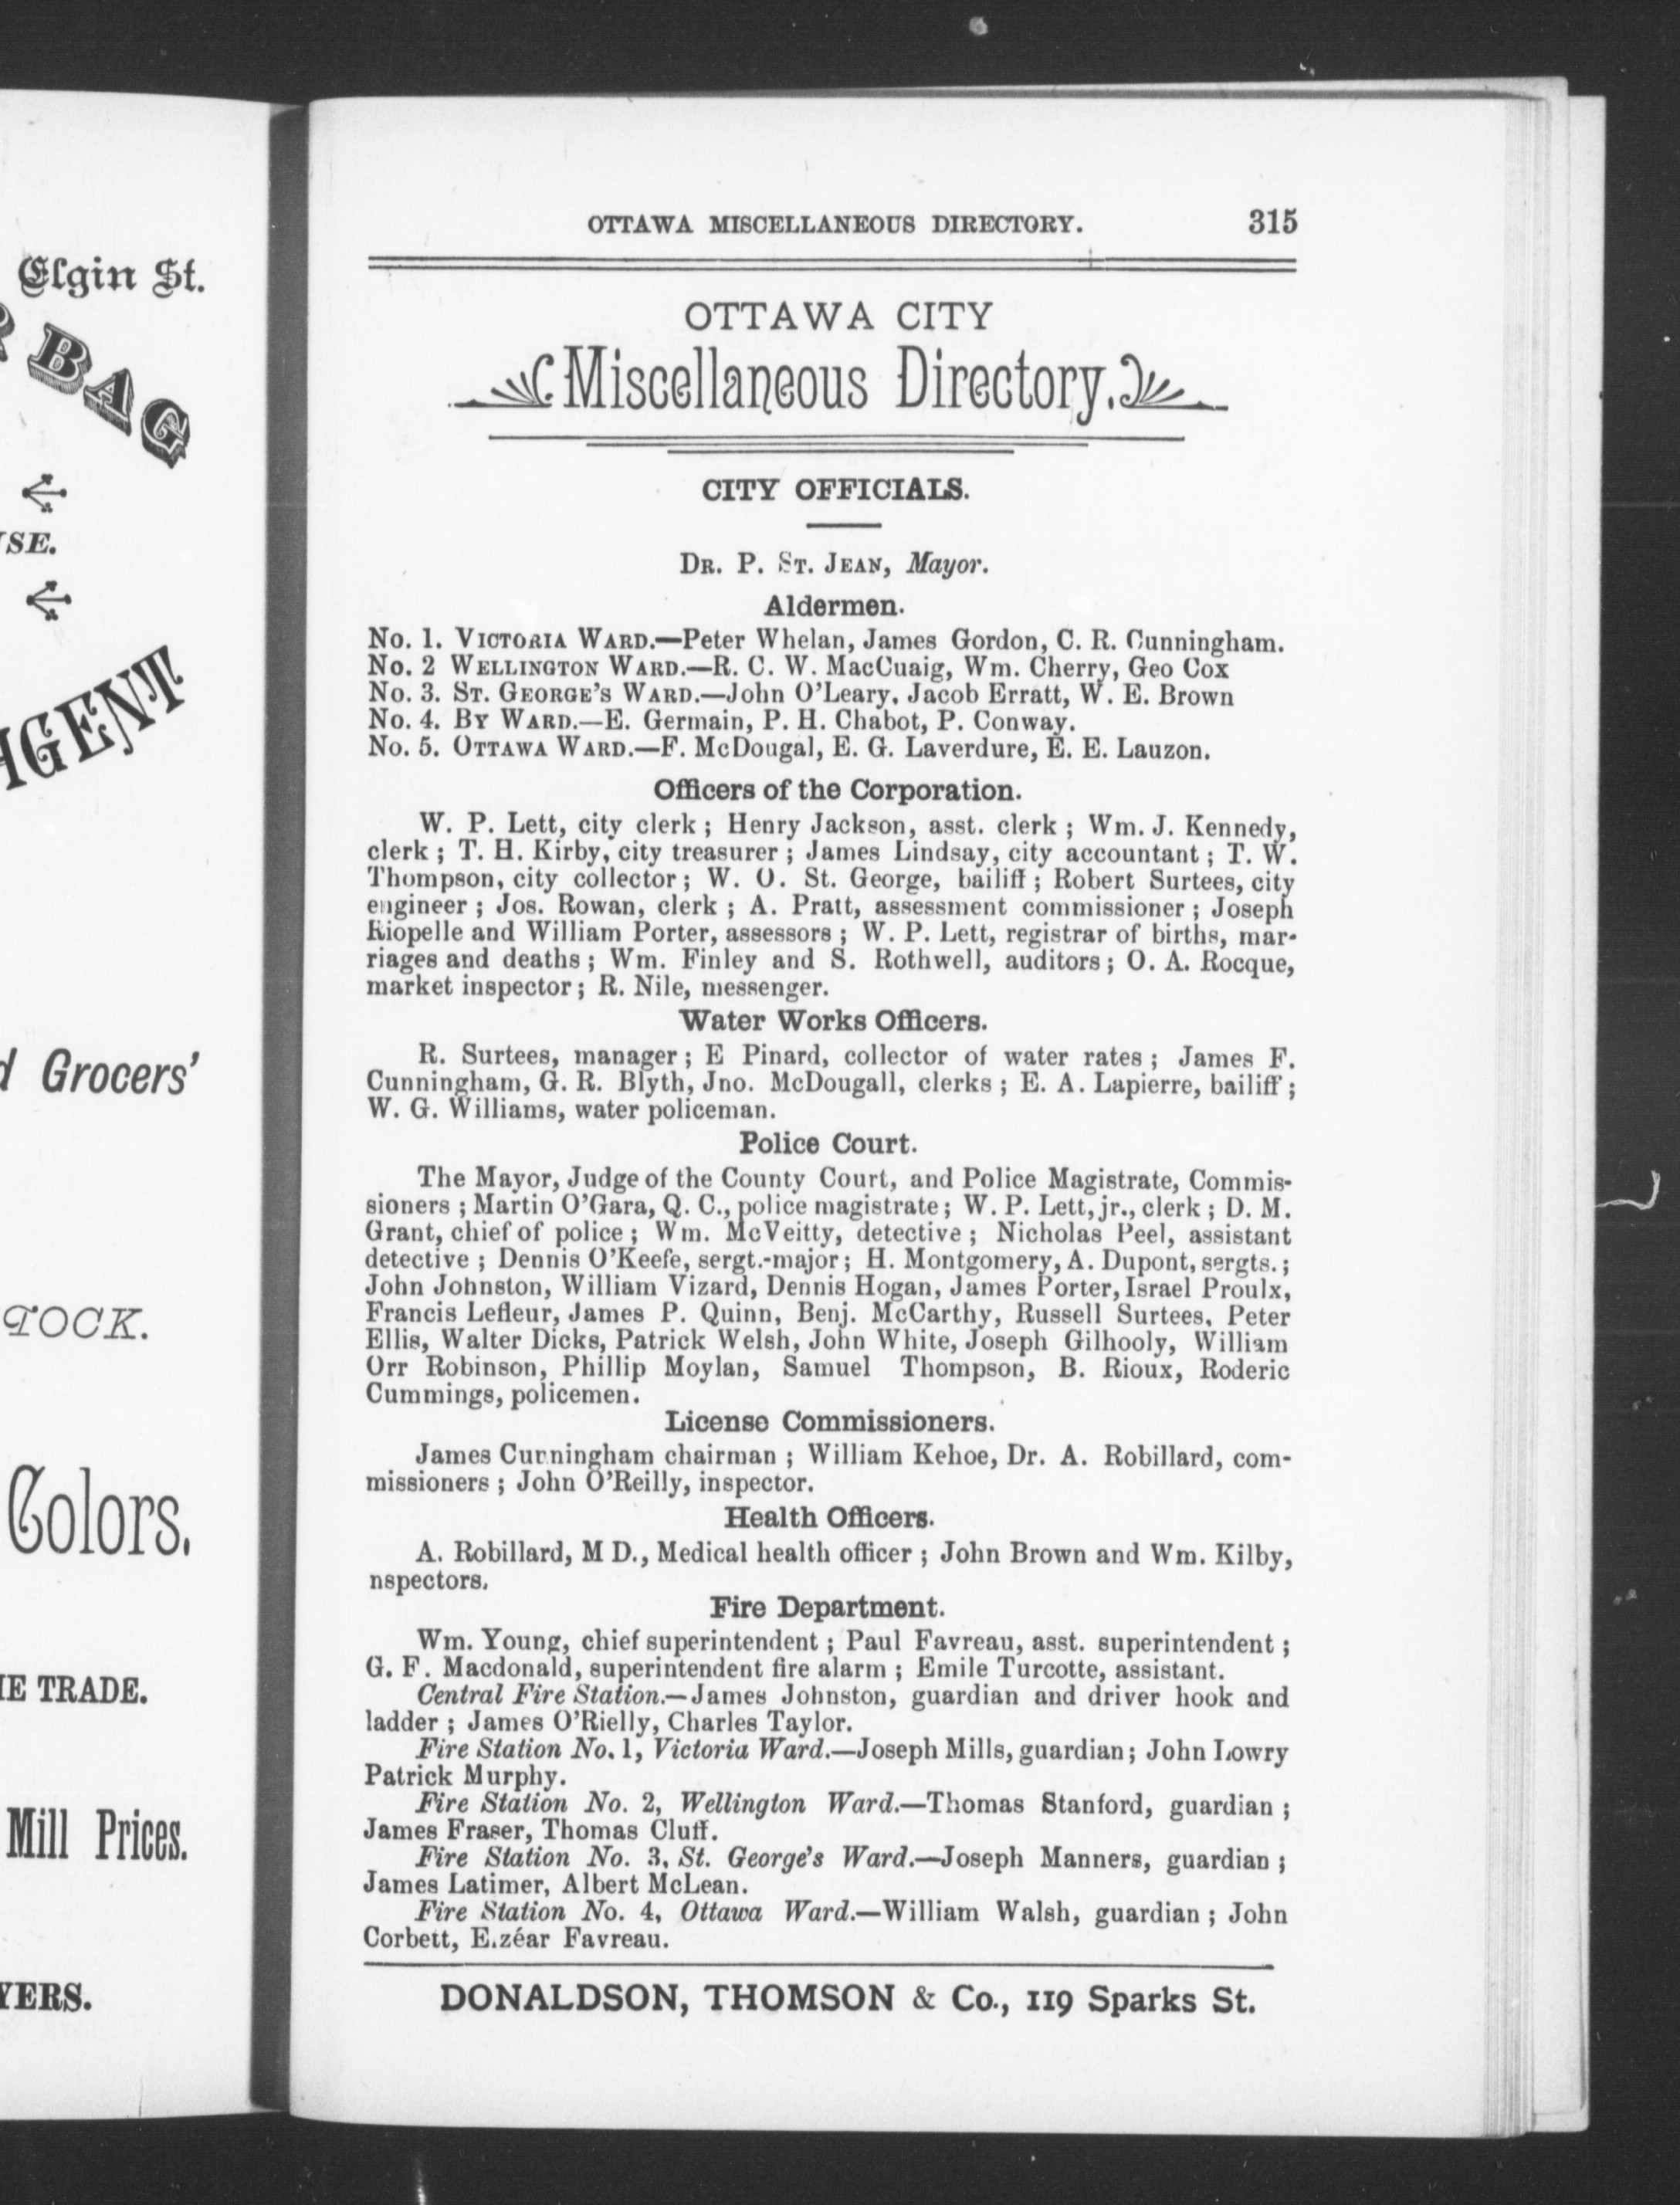 Elgin St.
BAG
SE.
AGENT
Grocers'
TOCK.
Colors.
TRADE.
Mill Prices.
YERS.
OTTAWA MISCELLANEOUS DIRECTORY. 315
OTTAWA CITY
Miscellaneous Directory.
CITY OFFICIALS.
DR. P. ST. JEAN, Mayor.
Aldermen.
No. 1. VICTORIA WARD.—Peter Whelan, James Gordon, C. R. Cunningham.
No. 2 WELLINGTON WARD.—R. C. W. MacCuaig, Wm. Cherry, Geo Cox
No. 3. ST. GEORGE'S WARD.—John O'Leary, Jacob Erratt, W. E. Brown
No. 4. BY WARD.—E. Germain, P. H. Chabot, P. Conway.
No. 5. OTTAWA WARD.—F. McDougal, E. G. Laverdure, E. E. Lauzon.
Officers of the Corporation.
W. P. Lett, city clerk ; Henry Jackson, asst. clerk ; Wm. J. Kennedy,
clerk ; T. H. Kirby, city treasurer ; James Lindsay, city accountant ; T. W.
Thompson, city collector ; W. O. St. George, bailiff ; Robert Surtees, city
engineer ; Jos. Rowan, clerk ; A. Pratt, assessment commissioner ; Joseph
Riopelle and William Porter, assessors ; W. P. Lett, registrar of births, mar-
riages and deaths ; Wm. Finley and S. Rothwell, auditors ; O. A. Rocque,
market inspector ; R. Nile, messenger.
Water Works Officers.
R. Surtees, manager ; E Pinard, collector of water rates ; James F.
Cunningham, G. R. Blyth, Jno. McDougall, clerks ; E. A. Lapierre, bailiff ;
W. G. Williams, water policeman.
Police Court.
The Mayor, Judge of the County Court, and Police Magistrate, Commis-
sioners ; Martin O'Gara, Q. C., police magistrate ; W. P. Lett, jr., clerk ; D. M.
Grant, chief of police ; Wm. McVeitty, detective ; Nicholas Peel, assistant
detective ; Dennis O'Keefe, sergt.-major ; H. Montgomery, A. Dupont, sergts. ;
John Johnston, William Vizard, Dennis Hogan, James Porter, Israel Proulx,
Francis Lefleur, James P. Quinn, Benj. McCarthy, Russell Surtees, Peter
Ellis, Walter Dicks, Patrick Welsh, John White, Joseph Gilhooly, William
Orr Robinson, Phillip Moylan, Samuel Thompson, B. Rioux, Roderic
Cummings, policemen.
License Commissioners.
James Cunningham chairman ; William Kehoe, Dr. A. Robillard, com-
missioners ; John O'Reilly, inspector.
Health Officers.
A. Robillard, M D., Medical health officer ; John Brown and Wm. Kilby,
nspectors.
Fire Department.
Wm. Young, chief superintendent ; Paul Favreau, asst. superintendent ;
G. F. Macdonald, superintendent fire alarm ; Emile Turcotte, assistant.
Central Fire Station.—James Johnston, guardian and driver hook and
ladder ; James O'Rielly, Charles Taylor.
Fire Station No. 1, Victoria Ward.—Joseph Mills, guardian ; John Lowry
Patrick Murphy.
Fire Station No. 2, Wellington Ward.—Thomas Stanford, guardian ;
James Fraser, Thomas Cluff.
Fire Station No. 3, St. George's Ward.—Joseph Manners, guardian ;
James Latimer, Albert McLean.
Fire Station No. 4, Ottawa Ward.—William Walsh, guardian ; John
Corbett, E.zéar Favreau.
DONALDSON, THOMSON & Co., 119 Sparks St.